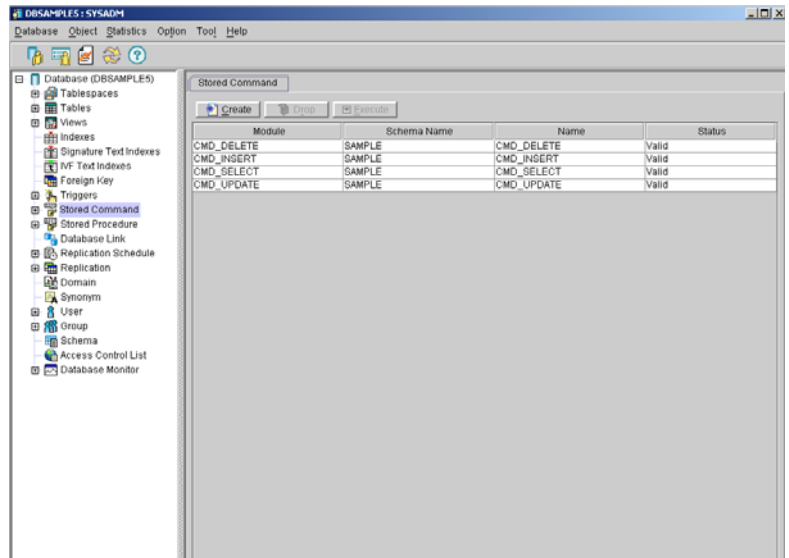 DBSAMPLE5 : SYSADM
Database Object Statistics Option Tool Help
Database (DBSAMPLE5)
Tablespaces
Tables
Views
Indexes
Signature Text Indexes
IVF Text Indexes
Foreign Key
Triggers
Stored Command
Stored Procedure
Database Link
Replication Schedule
Replication
Domain
Synonym
User
Group
Schema
Access Control List
Database Monitor
Stored Command
Create Drop Execute
Module Schema Name Name Status
CMD_DELETE SAMPLE CMD_DELETE Valid
CMD_INSERT SAMPLE CMD_INSERT Valid
CMD_SELECT SAMPLE CMD_SELECT Valid
CMD_UPDATE SAMPLE CMD_UPDATE Valid